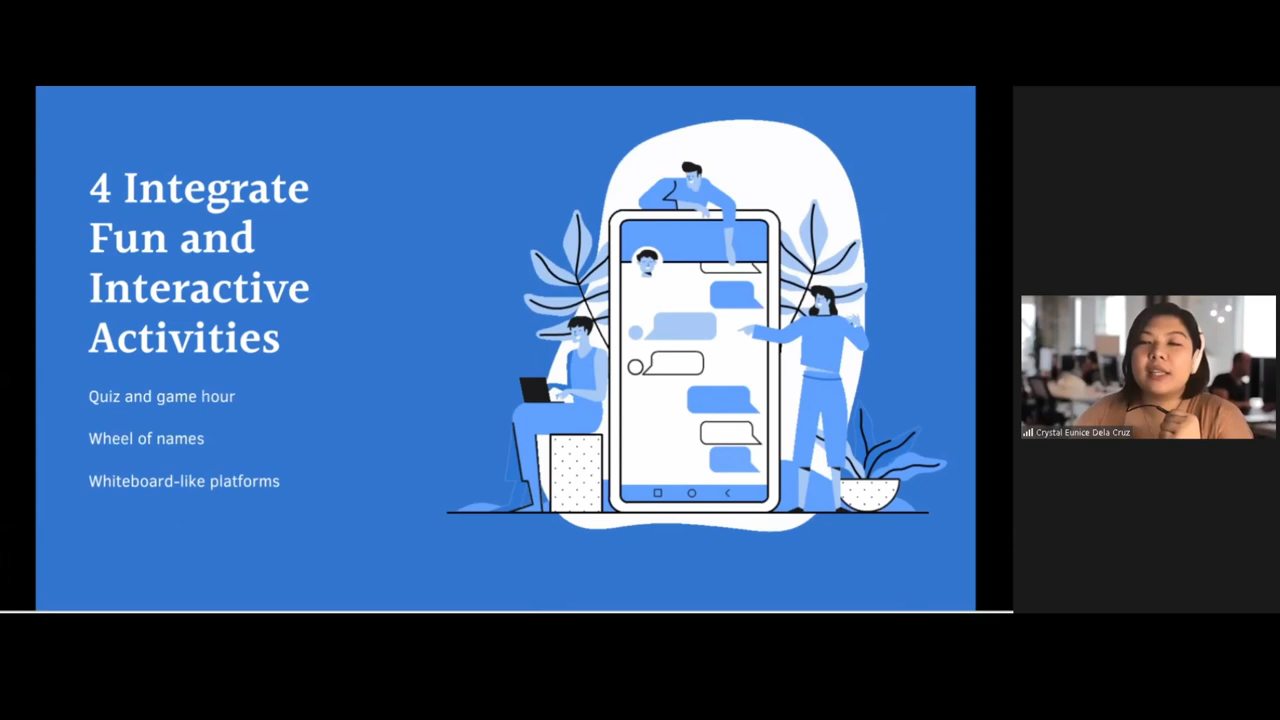 4 Integrate
Fun and
Interactive
Activities
Quiz and game hour
Wheel of names
Whiteboard-like platforms
Crystal Eunice Dela Cruz